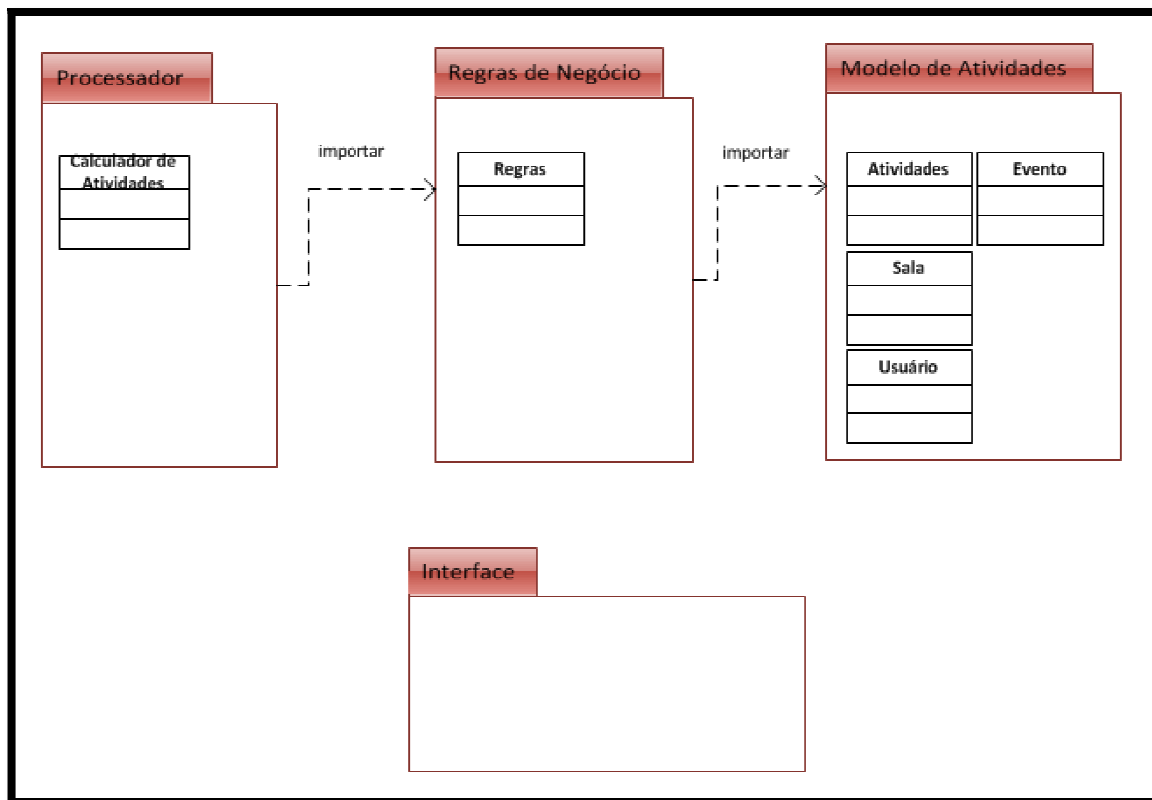 Processador
Calculador de
Atividades
importar
Regras de Negócio
Regras
importar
Modelo de Atividades
Atividades
Evento
Sala
Usuário
Interface